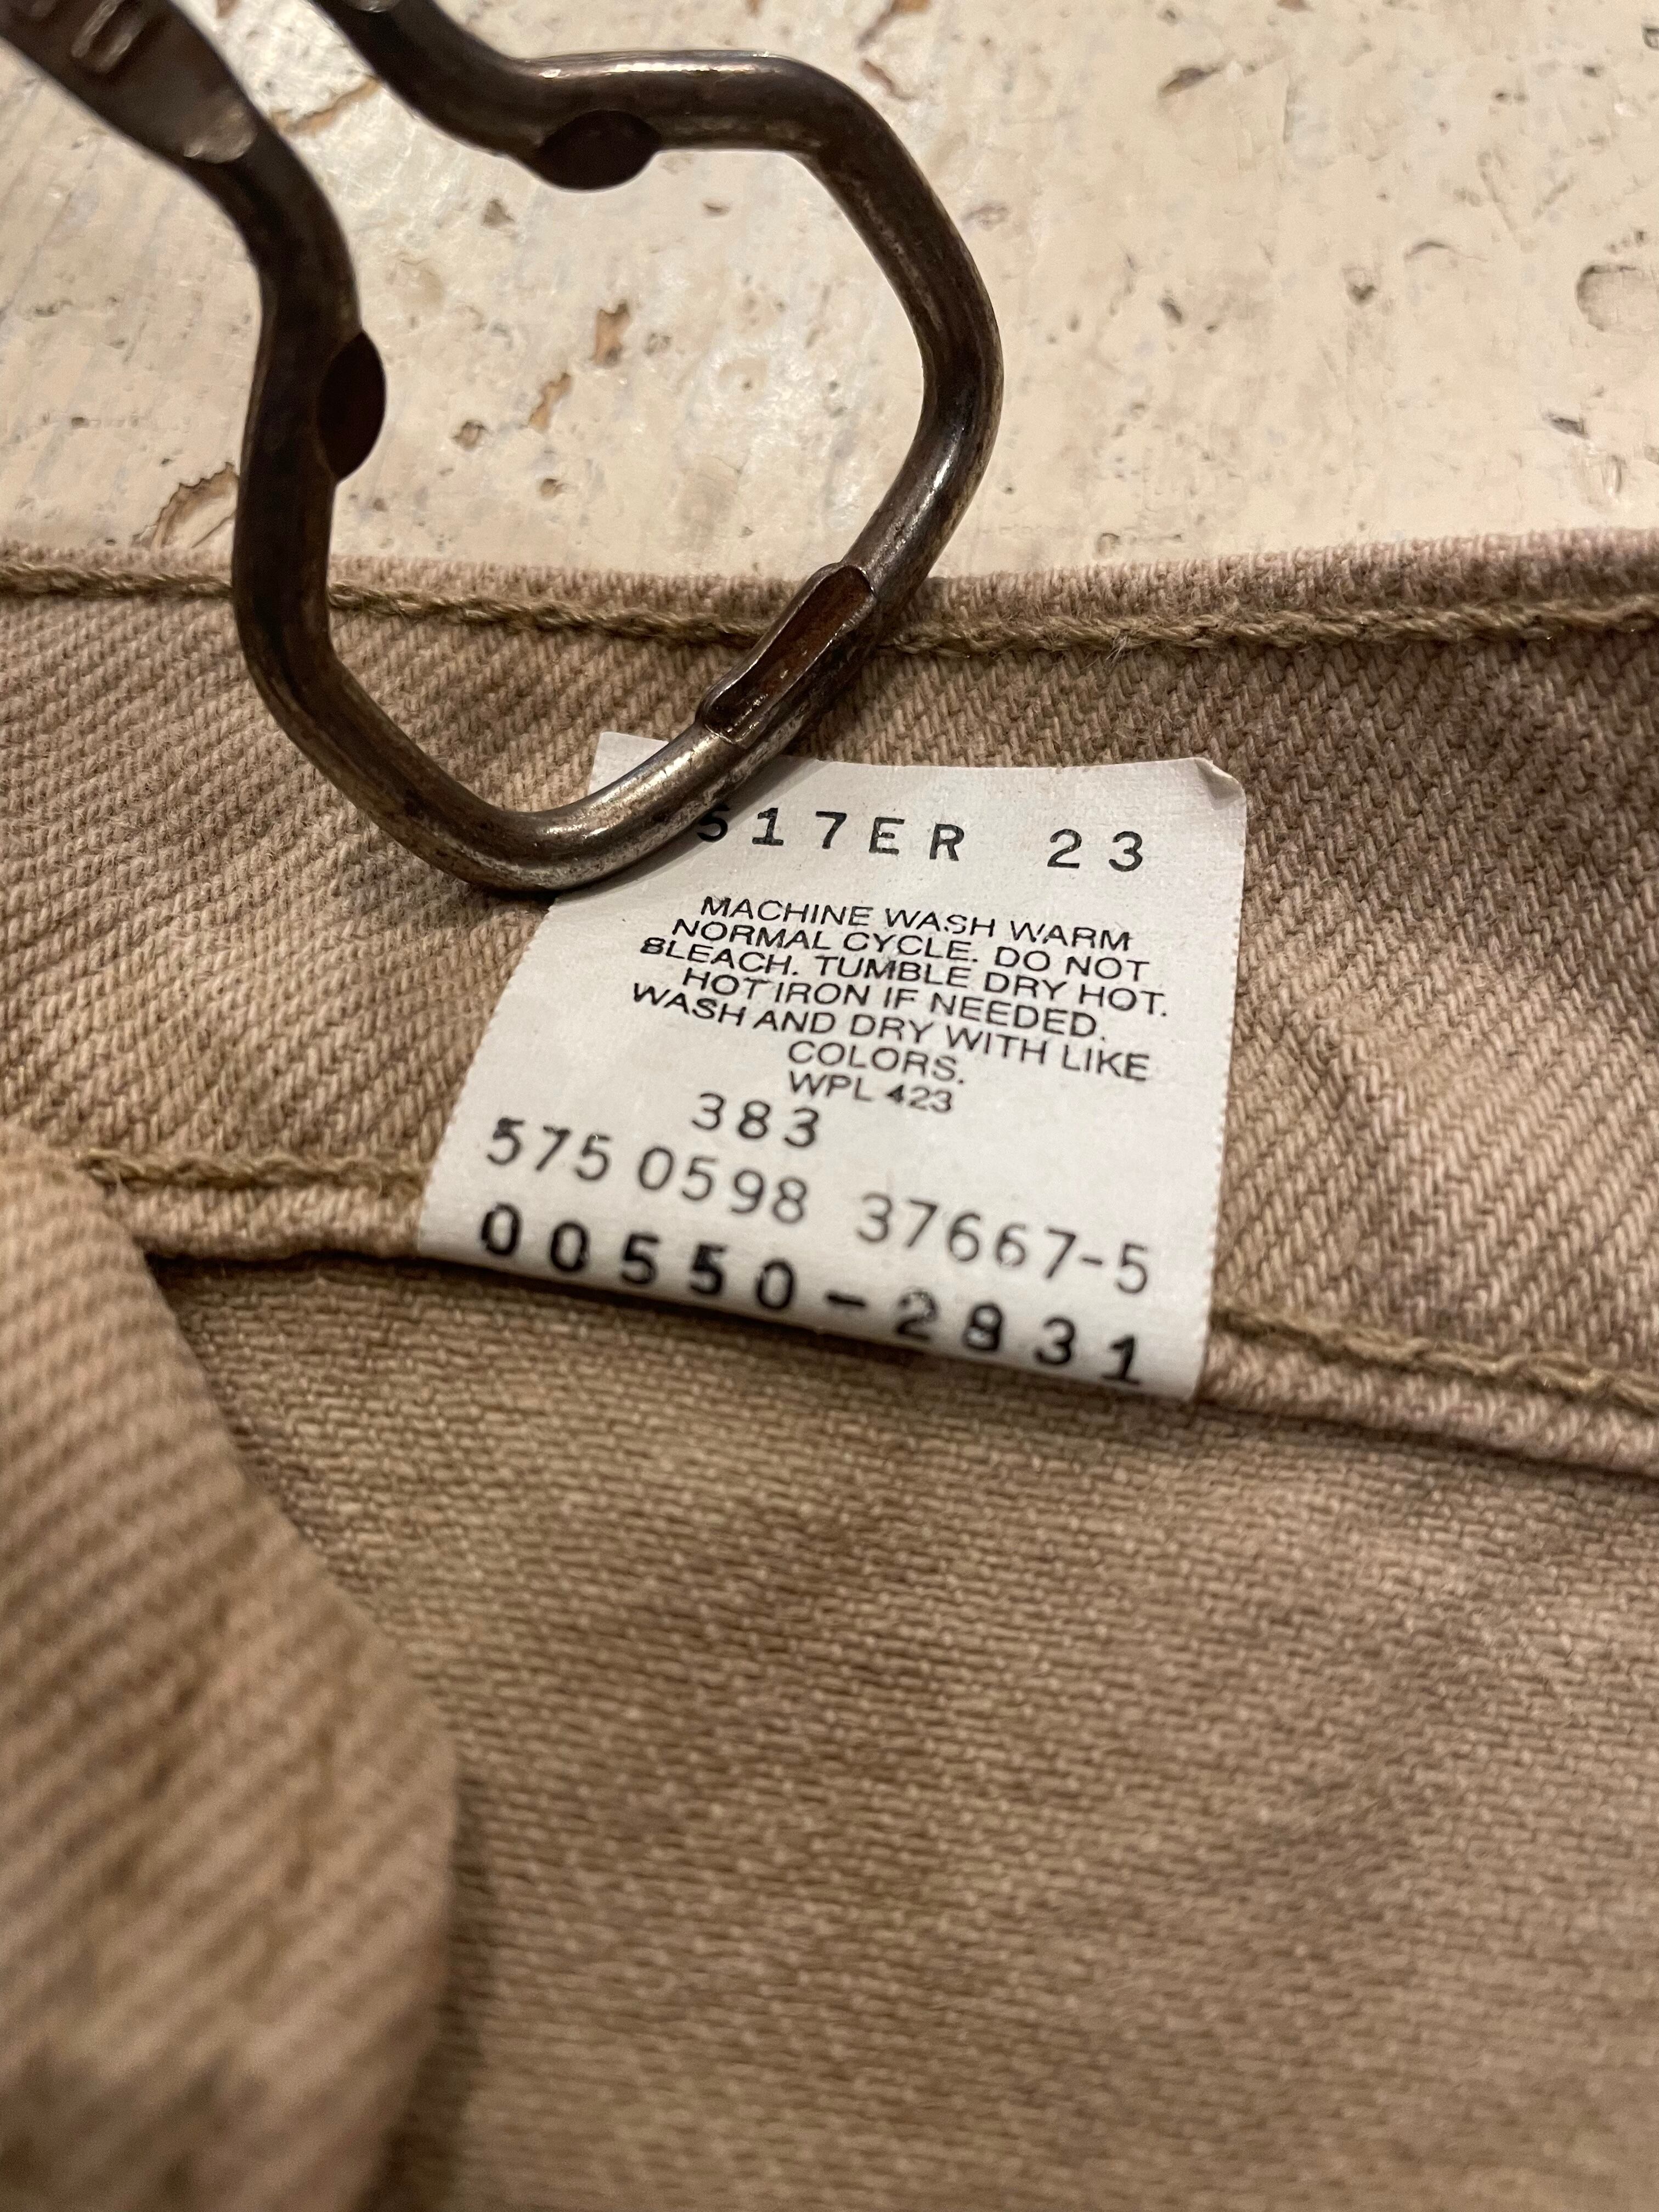 517ER 23
MACHINE WASH WARM
NORMAL CYCLE. DO NOT
BLEACH. TUMBLE DRY HOT.
HOT IRON IF NEEDED.
WASH AND DRY WITH LIKE
COLORS.
WPL 423
383
575 0598 37667-5
00550-2831